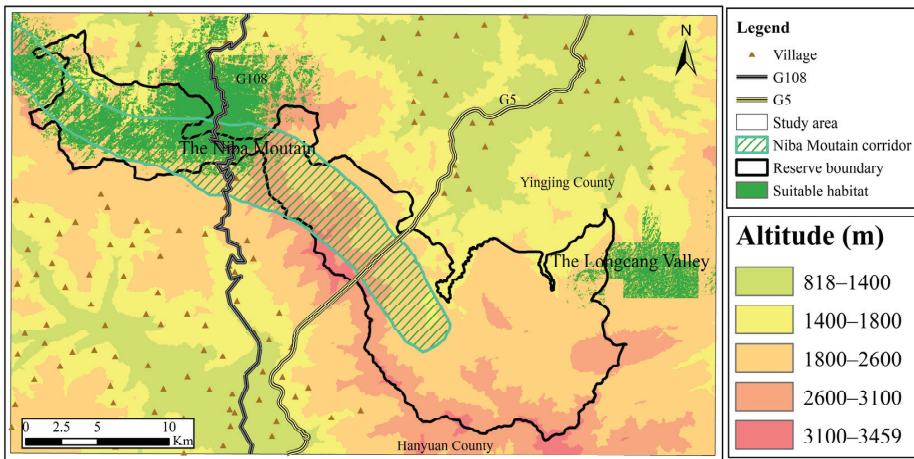 N
G108
G5
The Niba Moutain
Yingjing County
The Longcang Valley
Hanyuan County
0 2.5 5 10
Km
Legend
Village
G108
G5
Study area
Niba Moutain corridor
Reserve boundary
Suitable habitat
Altitude (m)
818–1400
1400–1800
1800–2600
2600–3100
3100–3459